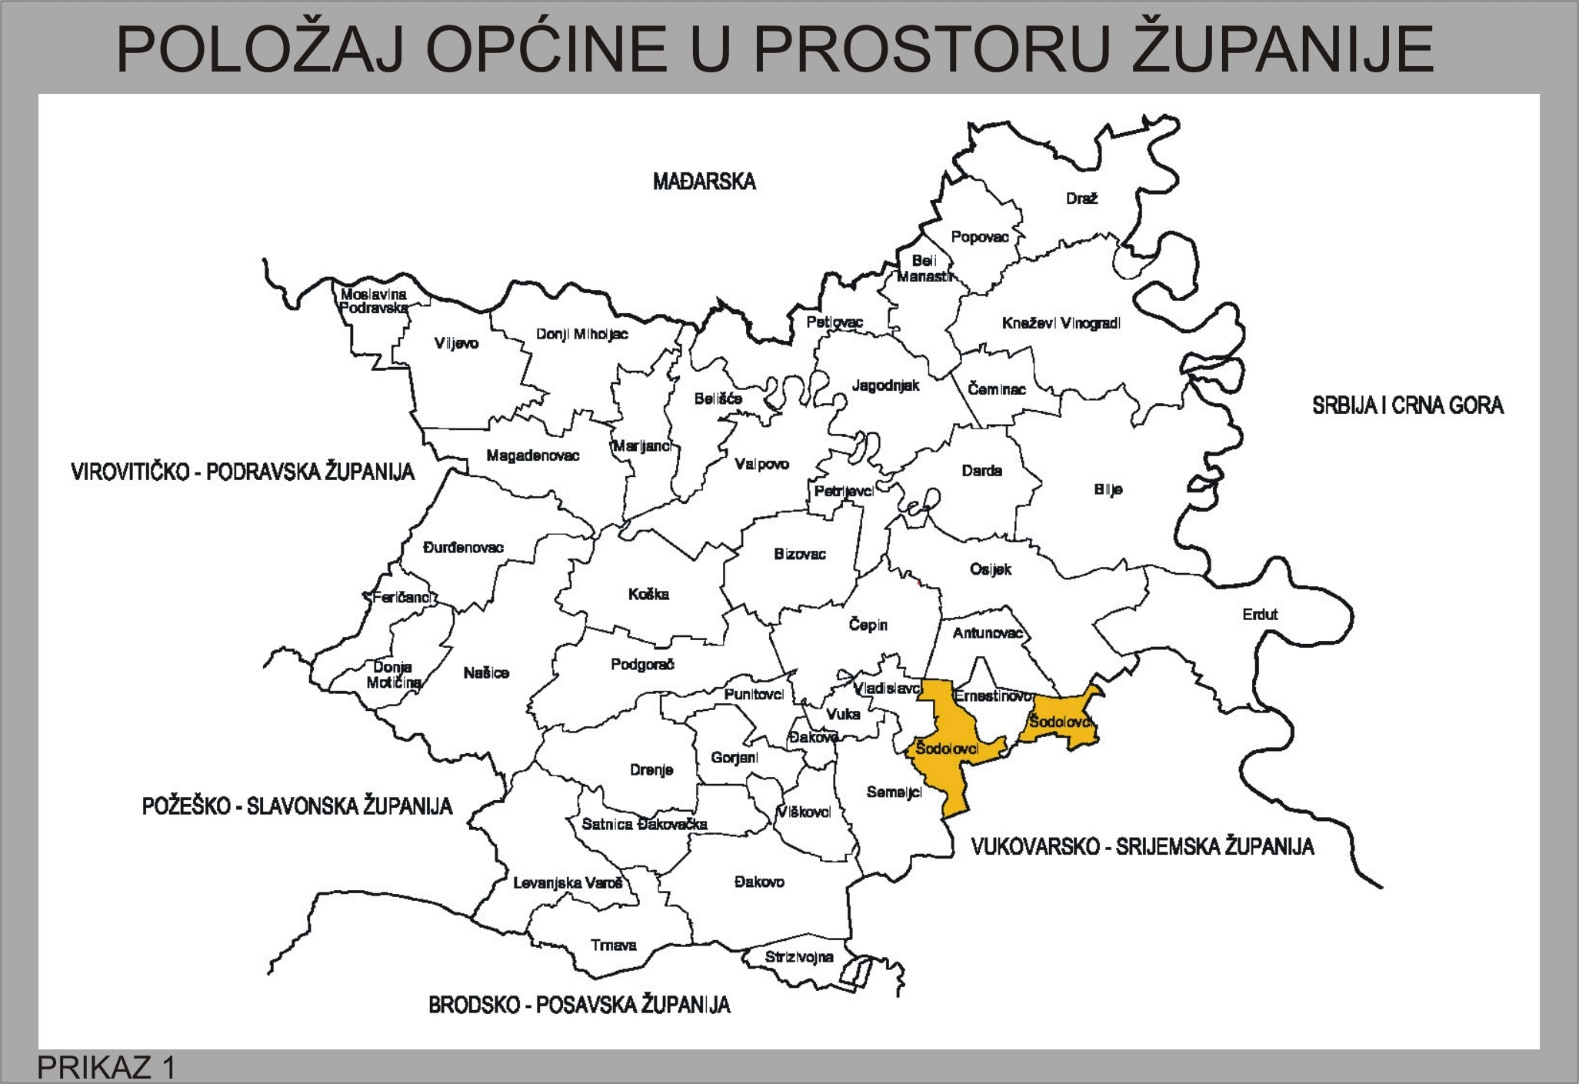 POLOŽAJ OPĆINE U PROSTORU ŽUPANIJE
MAĐARSKA
Draž
Popovac
Beli
Manastir
Moslavina
Podravska
Viljevo
Donji Miholjac
Petlovac
Kneževi Vinogradi
Jagodnjak
Čeminac
Belišće
SRBIJA I CRNA GORA
Magadenovac
Marijanci
Valpovo
Darda
VIROVITIČKO - PODRAVSKA ŽUPANIJA
Petrijevci
Bilje
Đurđenovac
Bizovac
Osijek
Feričanci
Koška
Erdut
Čepin
Antunovac
Donja
Motičina
Našice
Podgorač
Punitovci
Vladislavci
Ernestinovo
Vuka
Šodolovci
Đakovo
Šodolovci
Gorjani
Drenje
Semeljci
POŽEŠKO - SLAVONSKA ŽUPANIJA
Viškovci
Satnica Đakovačka
VUKOVARSKO - SRIJEMSKA ŽUPANIJA
Levanjska Varoš
Đakovo
Trnava
Strizivojna
BRODSKO - POSAVSKA ŽUPANIJA
PRIKAZ 1